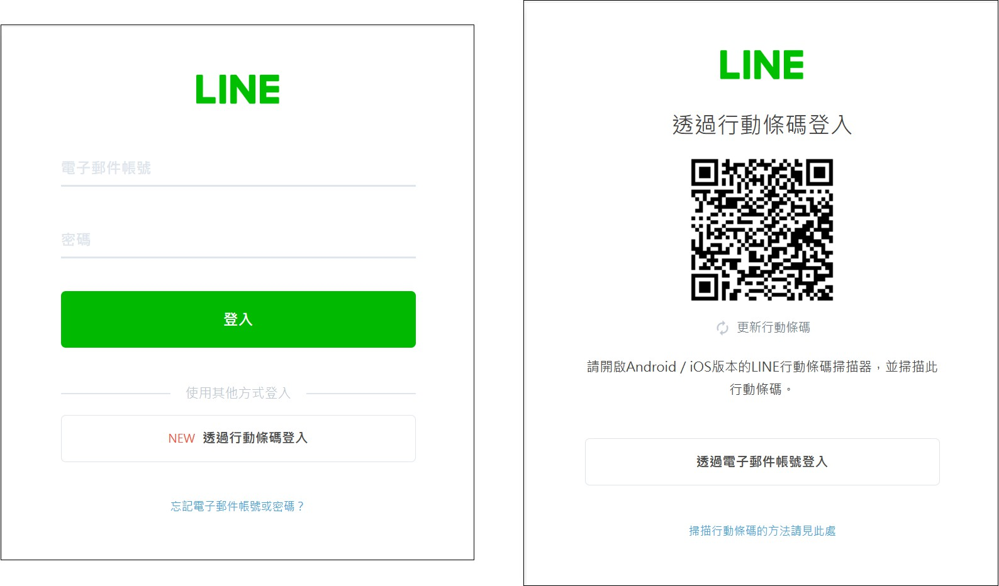 LINE
電子郵件帳號
密碼
登入
使用其他方式登入
NEW 透過行動條碼登入
忘記電子郵件帳號或密碼？
LINE
透過行動條碼登入
更新行動條碼
請開啟Android / iOS版本的LINE行動條碼掃描器，並掃描此
行動條碼。
透過電子郵件帳號登入
掃描行動條碼的方法請見此處